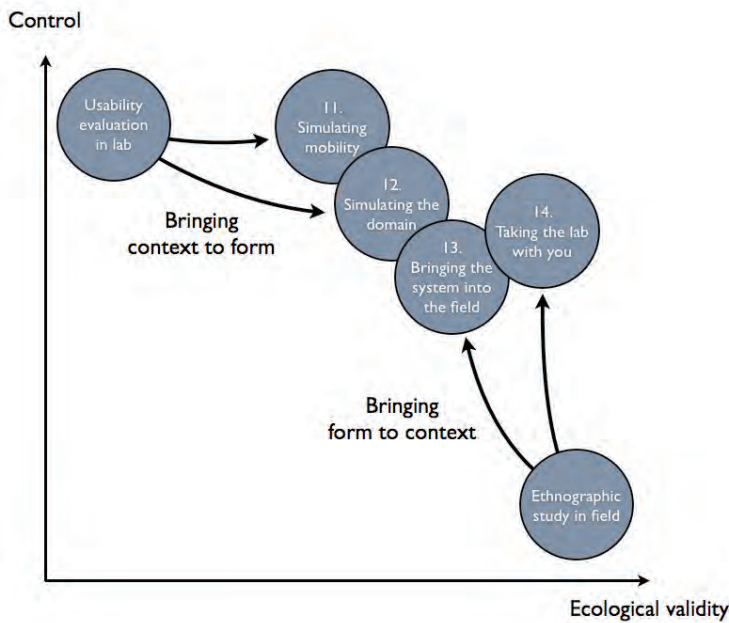 Control
Usability
evaluation
in lab
11.
Simulating
mobility
12.
Simulating the
domain
13.
Bringing the
system into
the field
14.
Taking the lab
with you
Bringing
context to form
Bringing
form to context
Ethnographic
study in field
Ecological validity